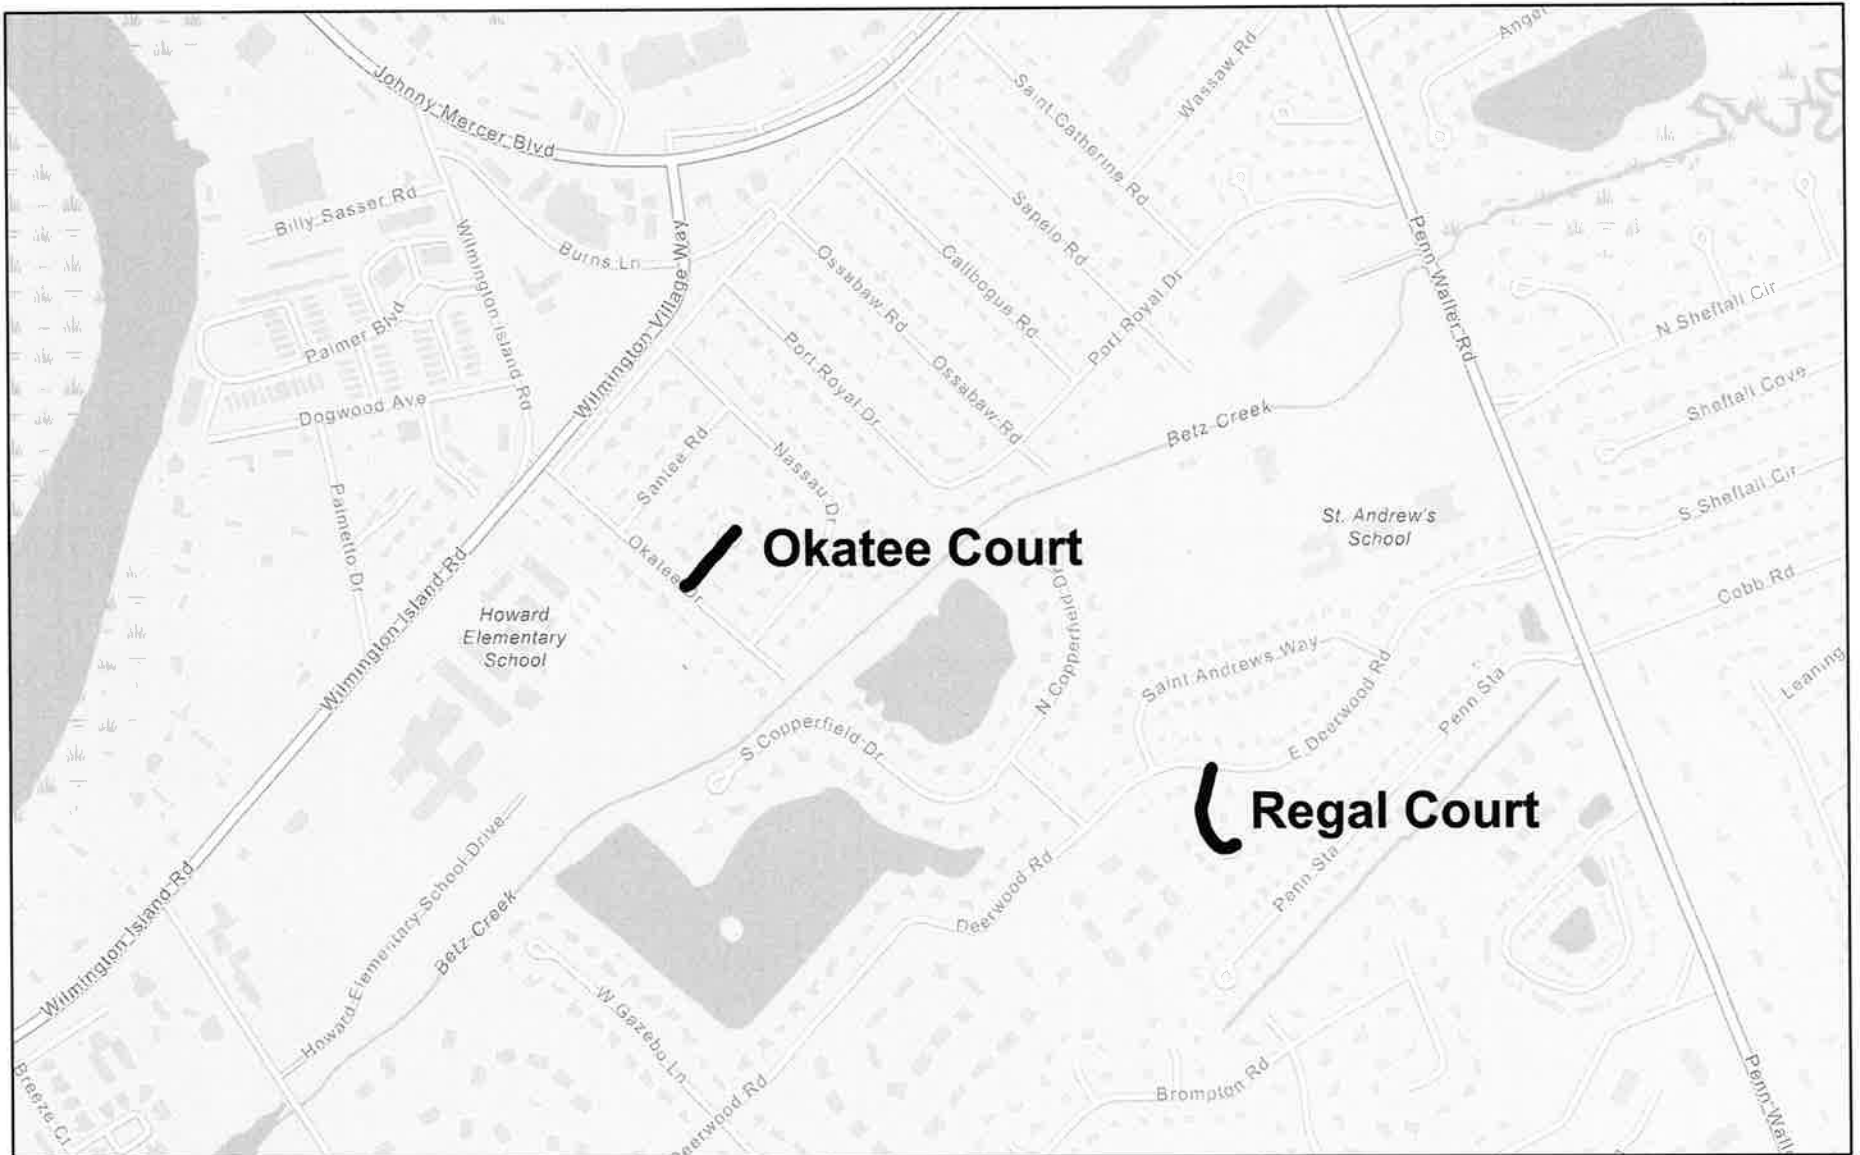 Johnny Mercer Blvd
Saint Catherine Rd
Wassaw Rd
Billy Sasser Rd
Wilmington Island Rd
Burns Ln
Wilmington Village Way
Sapelo Rd
Calibogue Rd
Ossabaw Rd
Port Royal Dr
Penn Waller Rd
N Sheftall Cir
Palmer Blvd
Dogwood Ave
Port Royal Dr
Ossabaw Rd
Betz Creek
Sheftall Cove
Santee Rd
Nassau Dr
Palmetto Dr
S Sheftall Cir
St. Andrew's
School
Okatee Court
Okatee Dr
Cobb Rd
Howard
Elementary
School
Wilmington Island Rd
N Copperfield Dr
Saint Andrews Way
E Deerwood Rd
Penn Sta
Leaning
S Copperfield Dr
Regal Court
Penn Sta
Deerwood Rd
Howard Elementary School Drive
Betz Creek
Wilmington Island Rd
W Gazebo Ln
Brompton Rd
Breeze Ct
Deerwood Rd
Penn Wall